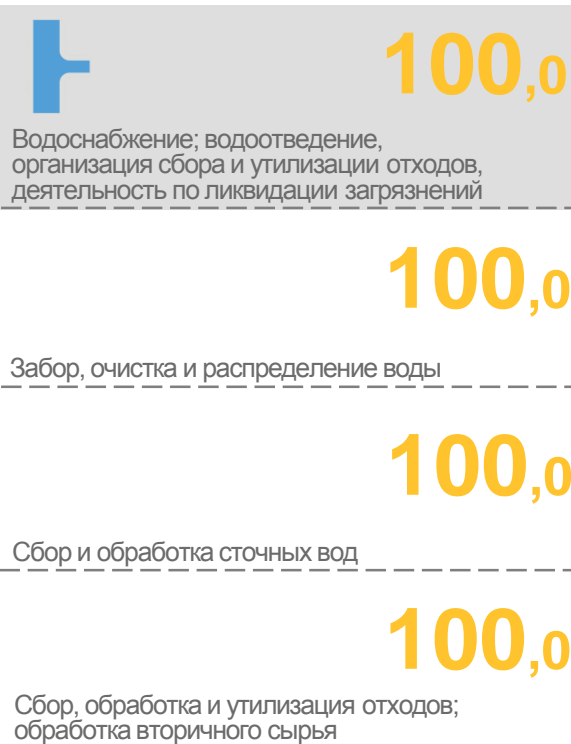 100,0
Водоснабжение; водоотведение,
организация сбора и утилизации отходов,
деятельность по ликвидации загрязнений
100,0
Забор, очистка и распределение воды
100,0
Сбор и обработка сточных вод
100,0
Сбор, обработка и утилизация отходов;
обработка вторичного сырья